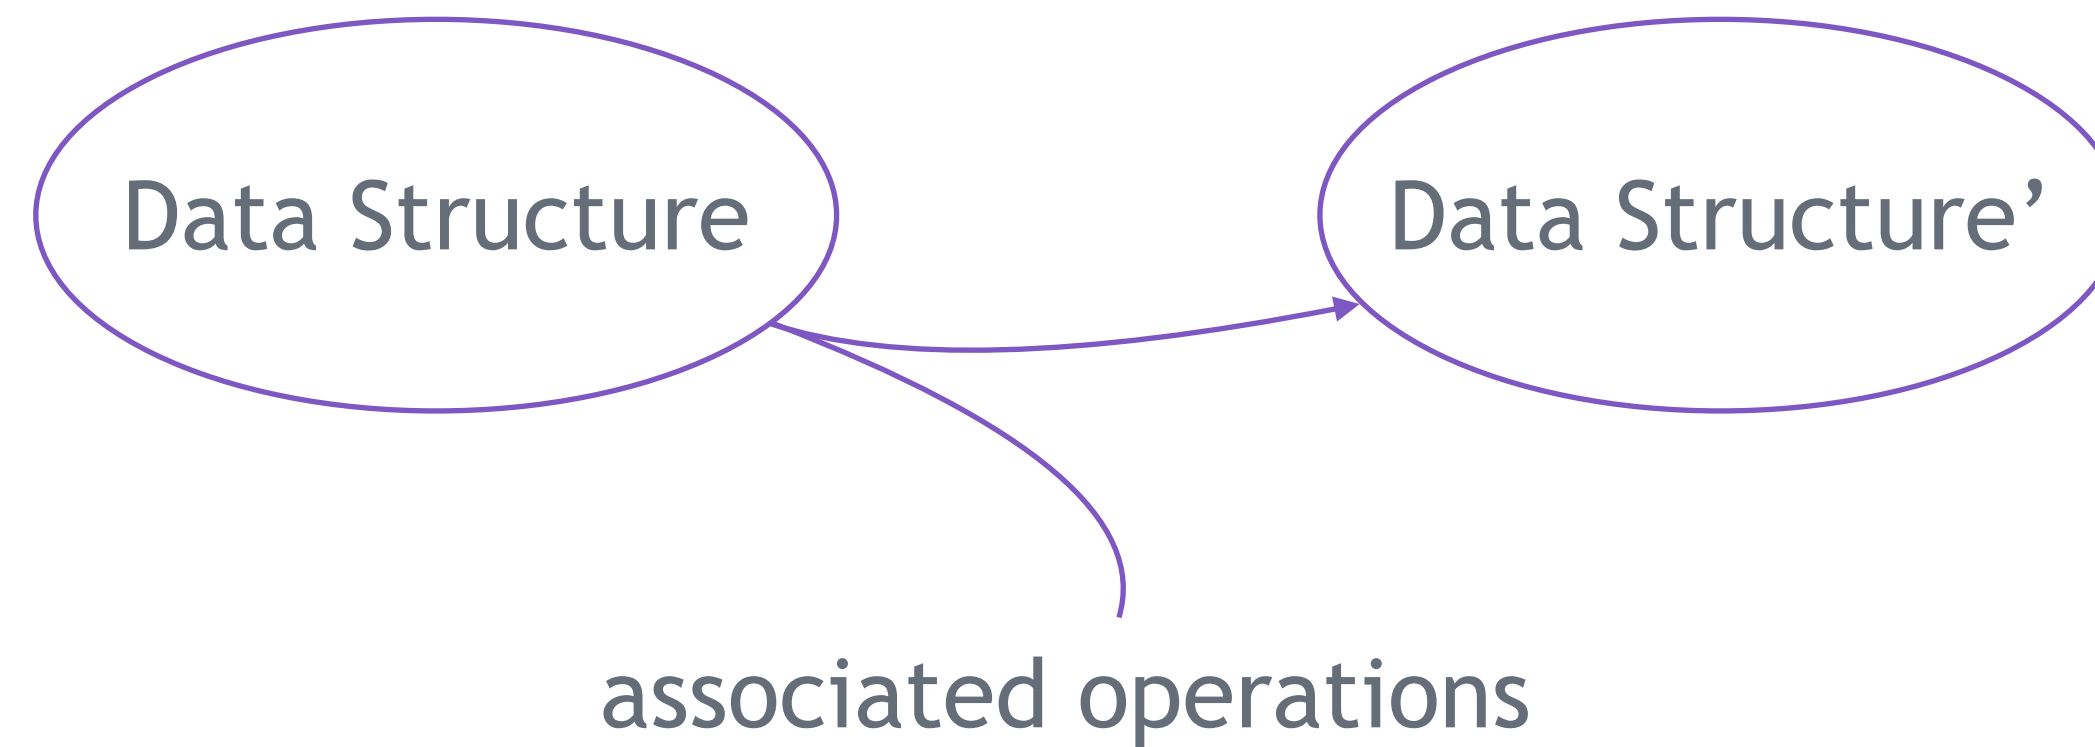 Data Structure
Data Structure’
associated operations